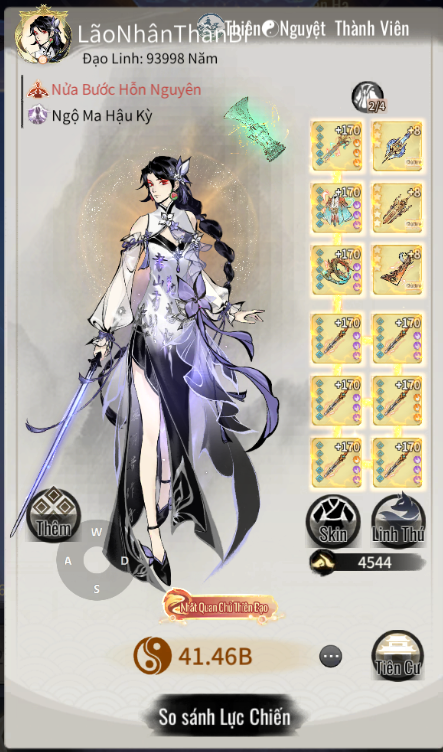 LãoNhânThầnBí
Thiên Nguyệt Thành Viên
Đạo Linh: 93998 Năm
Nửa Bước Hỗn Nguyên
Ngộ Ma Hậu Kỳ
2/4
+170 +8
+170 +8
+170 +8
+170 +170
+170 +170
+170 +170
Thêm
Skin
Linh Thú
W
A D
S
4544
Nhất Quan Chú Thiên Đạo
41.46B
Tiên Cư
So sánh Lực Chiến